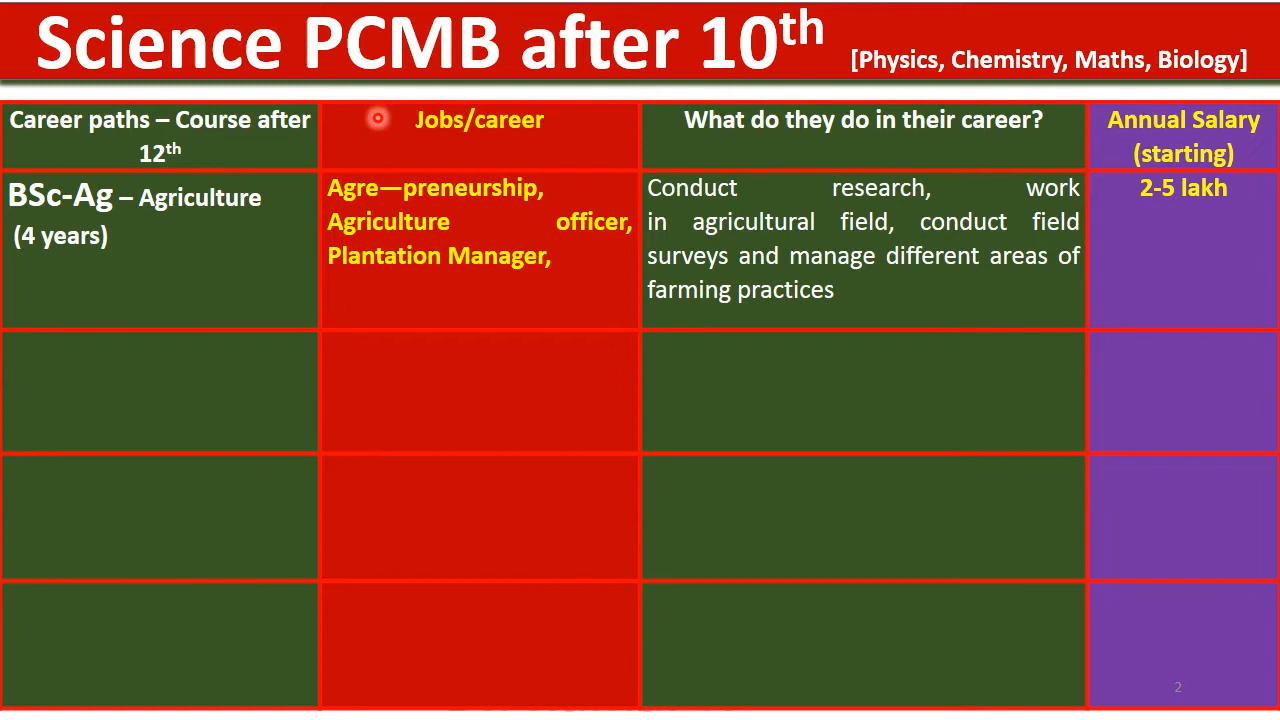 Science PCMB after 10th [Physics, Chemistry, Maths, Biology]
Career paths – Course after 12th
Jobs/career
What do they do in their career?
Annual Salary (starting)
BSc-Ag – Agriculture
(4 years)
Agre—preneurship,
Agriculture officer,
Plantation Manager,
Conduct research, work
in agricultural field, conduct field
surveys and manage different areas of
farming practices
2-5 lakh
2